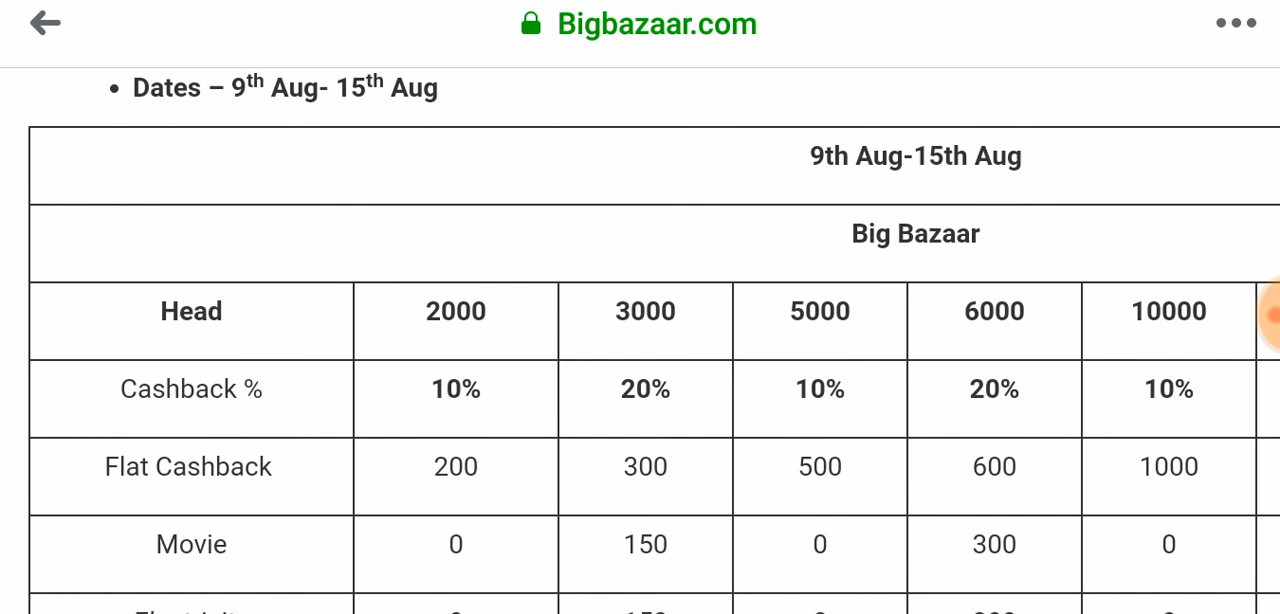 Bigbazaar.com
• Dates – 9th Aug- 15th Aug
9th Aug-15th Aug
Big Bazaar
Head 2000 3000 5000 6000 10000
Cashback % 10% 20% 10% 20% 10%
Flat Cashback 200 300 500 600 1000
Movie 0 150 0 300 0